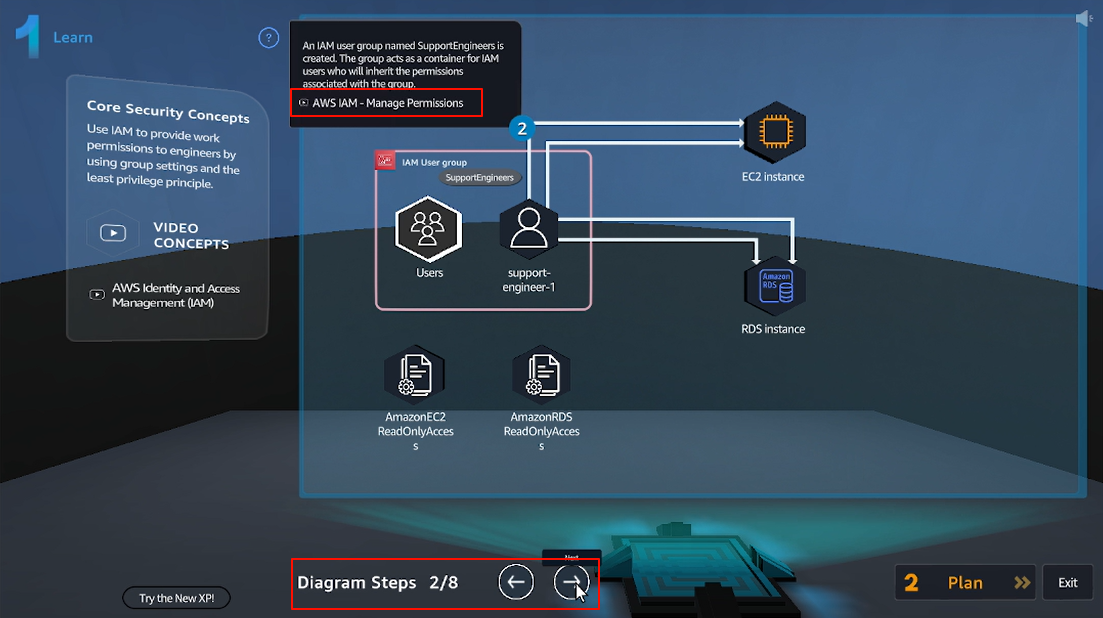 1
Learn
?
Core Security Concepts
Use IAM to provide work
permissions to engineers by
using group settings and the
least privilege principle.
VIDEO
CONCEPTS
AWS Identity and Access
Management (IAM)
An IAM user group named SupportEngineers is
created. The group acts as a container for IAM
users who will inherit the permissions
associated with the group.
AWS IAM - Manage Permissions
2
IAM User group
SupportEngineers
Users
support-
engineer-1
EC2 instance
Amazon
RDS
RDS instance
AmazonEC2
ReadOnlyAcces
s
AmazonRDS
ReadOnlyAcces
s
Next
Diagram Steps 2/8
Try the New XP!
2 Plan
Exit